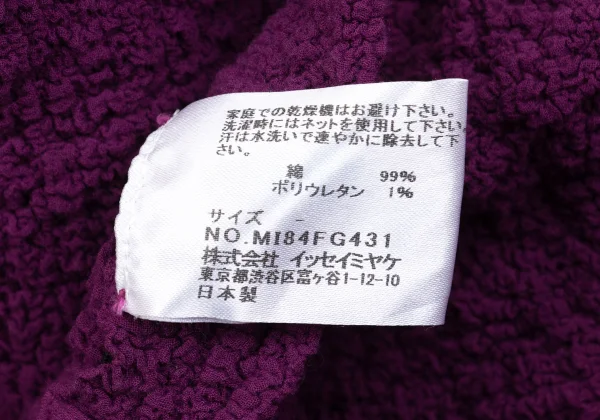 家庭での乾燥機はお避け下さい。
洗濯時にはネットを使用して下さい。
汗は水洗いで速やかに除去して下
さい。
綿 99%
ポリウレタン 1%
サイズ -
NO.MI84FG431
株式会社 イッセイミヤケ
東京都渋谷区富ヶ谷1-12-10
日本製